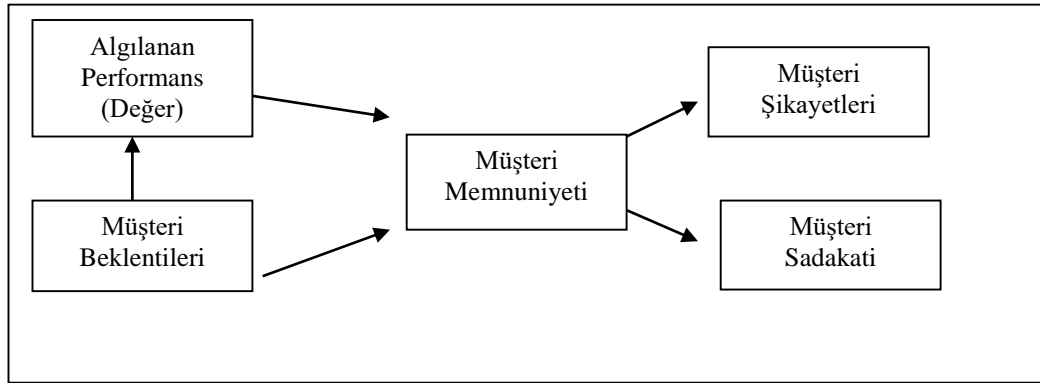 Algılanan
Performans
(Değer)
Müşteri
Beklentileri
Müşteri
Memnuniyeti
Müşteri
Şikayetleri
Müşteri
Sadakati